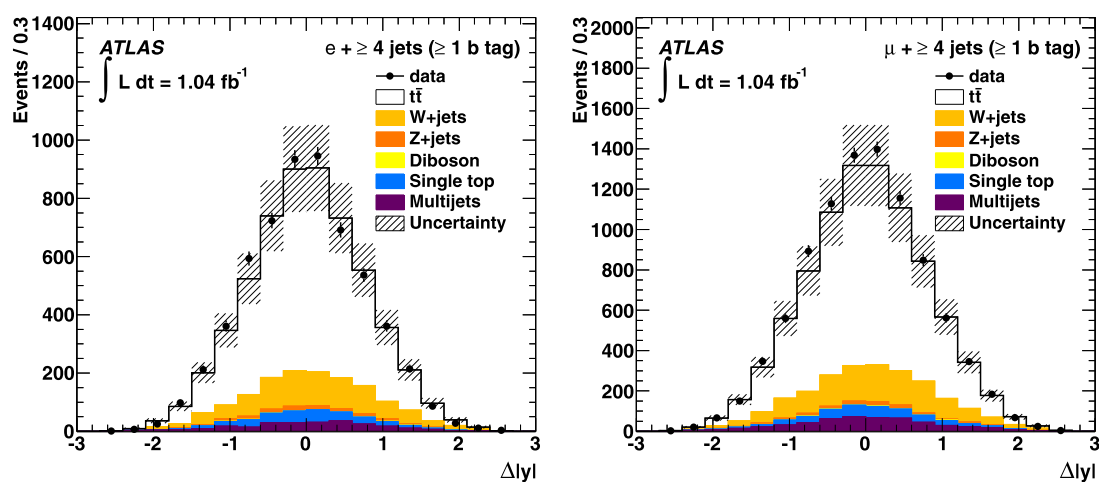 Events / 0.3
1400
1200
1000
800
600
400
200
0
ATLAS
∫ L dt = 1.04 fb⁻¹
e + ≥ 4 jets (≥ 1 b tag)
data
tt̄
W+jets
Z+jets
Diboson
Single top
Multijets
Uncertainty
-3 -2 -1 0 1 2 3
Δ|y|
Events / 0.3
2000
1800
1600
1400
1200
1000
800
600
400
200
0
ATLAS
∫ L dt = 1.04 fb⁻¹
μ + ≥ 4 jets (≥ 1 b tag)
data
tt̄
W+jets
Z+jets
Diboson
Single top
Multijets
Uncertainty
-3 -2 -1 0 1 2 3
Δ|y|